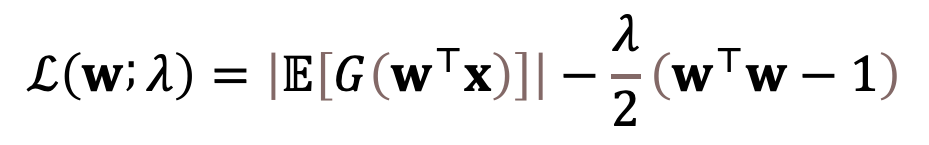 ℒ(𝐰; λ) = |𝔼[G(𝐰⊤𝐱)]| − λ/2 (𝐰⊤𝐰 − 1)